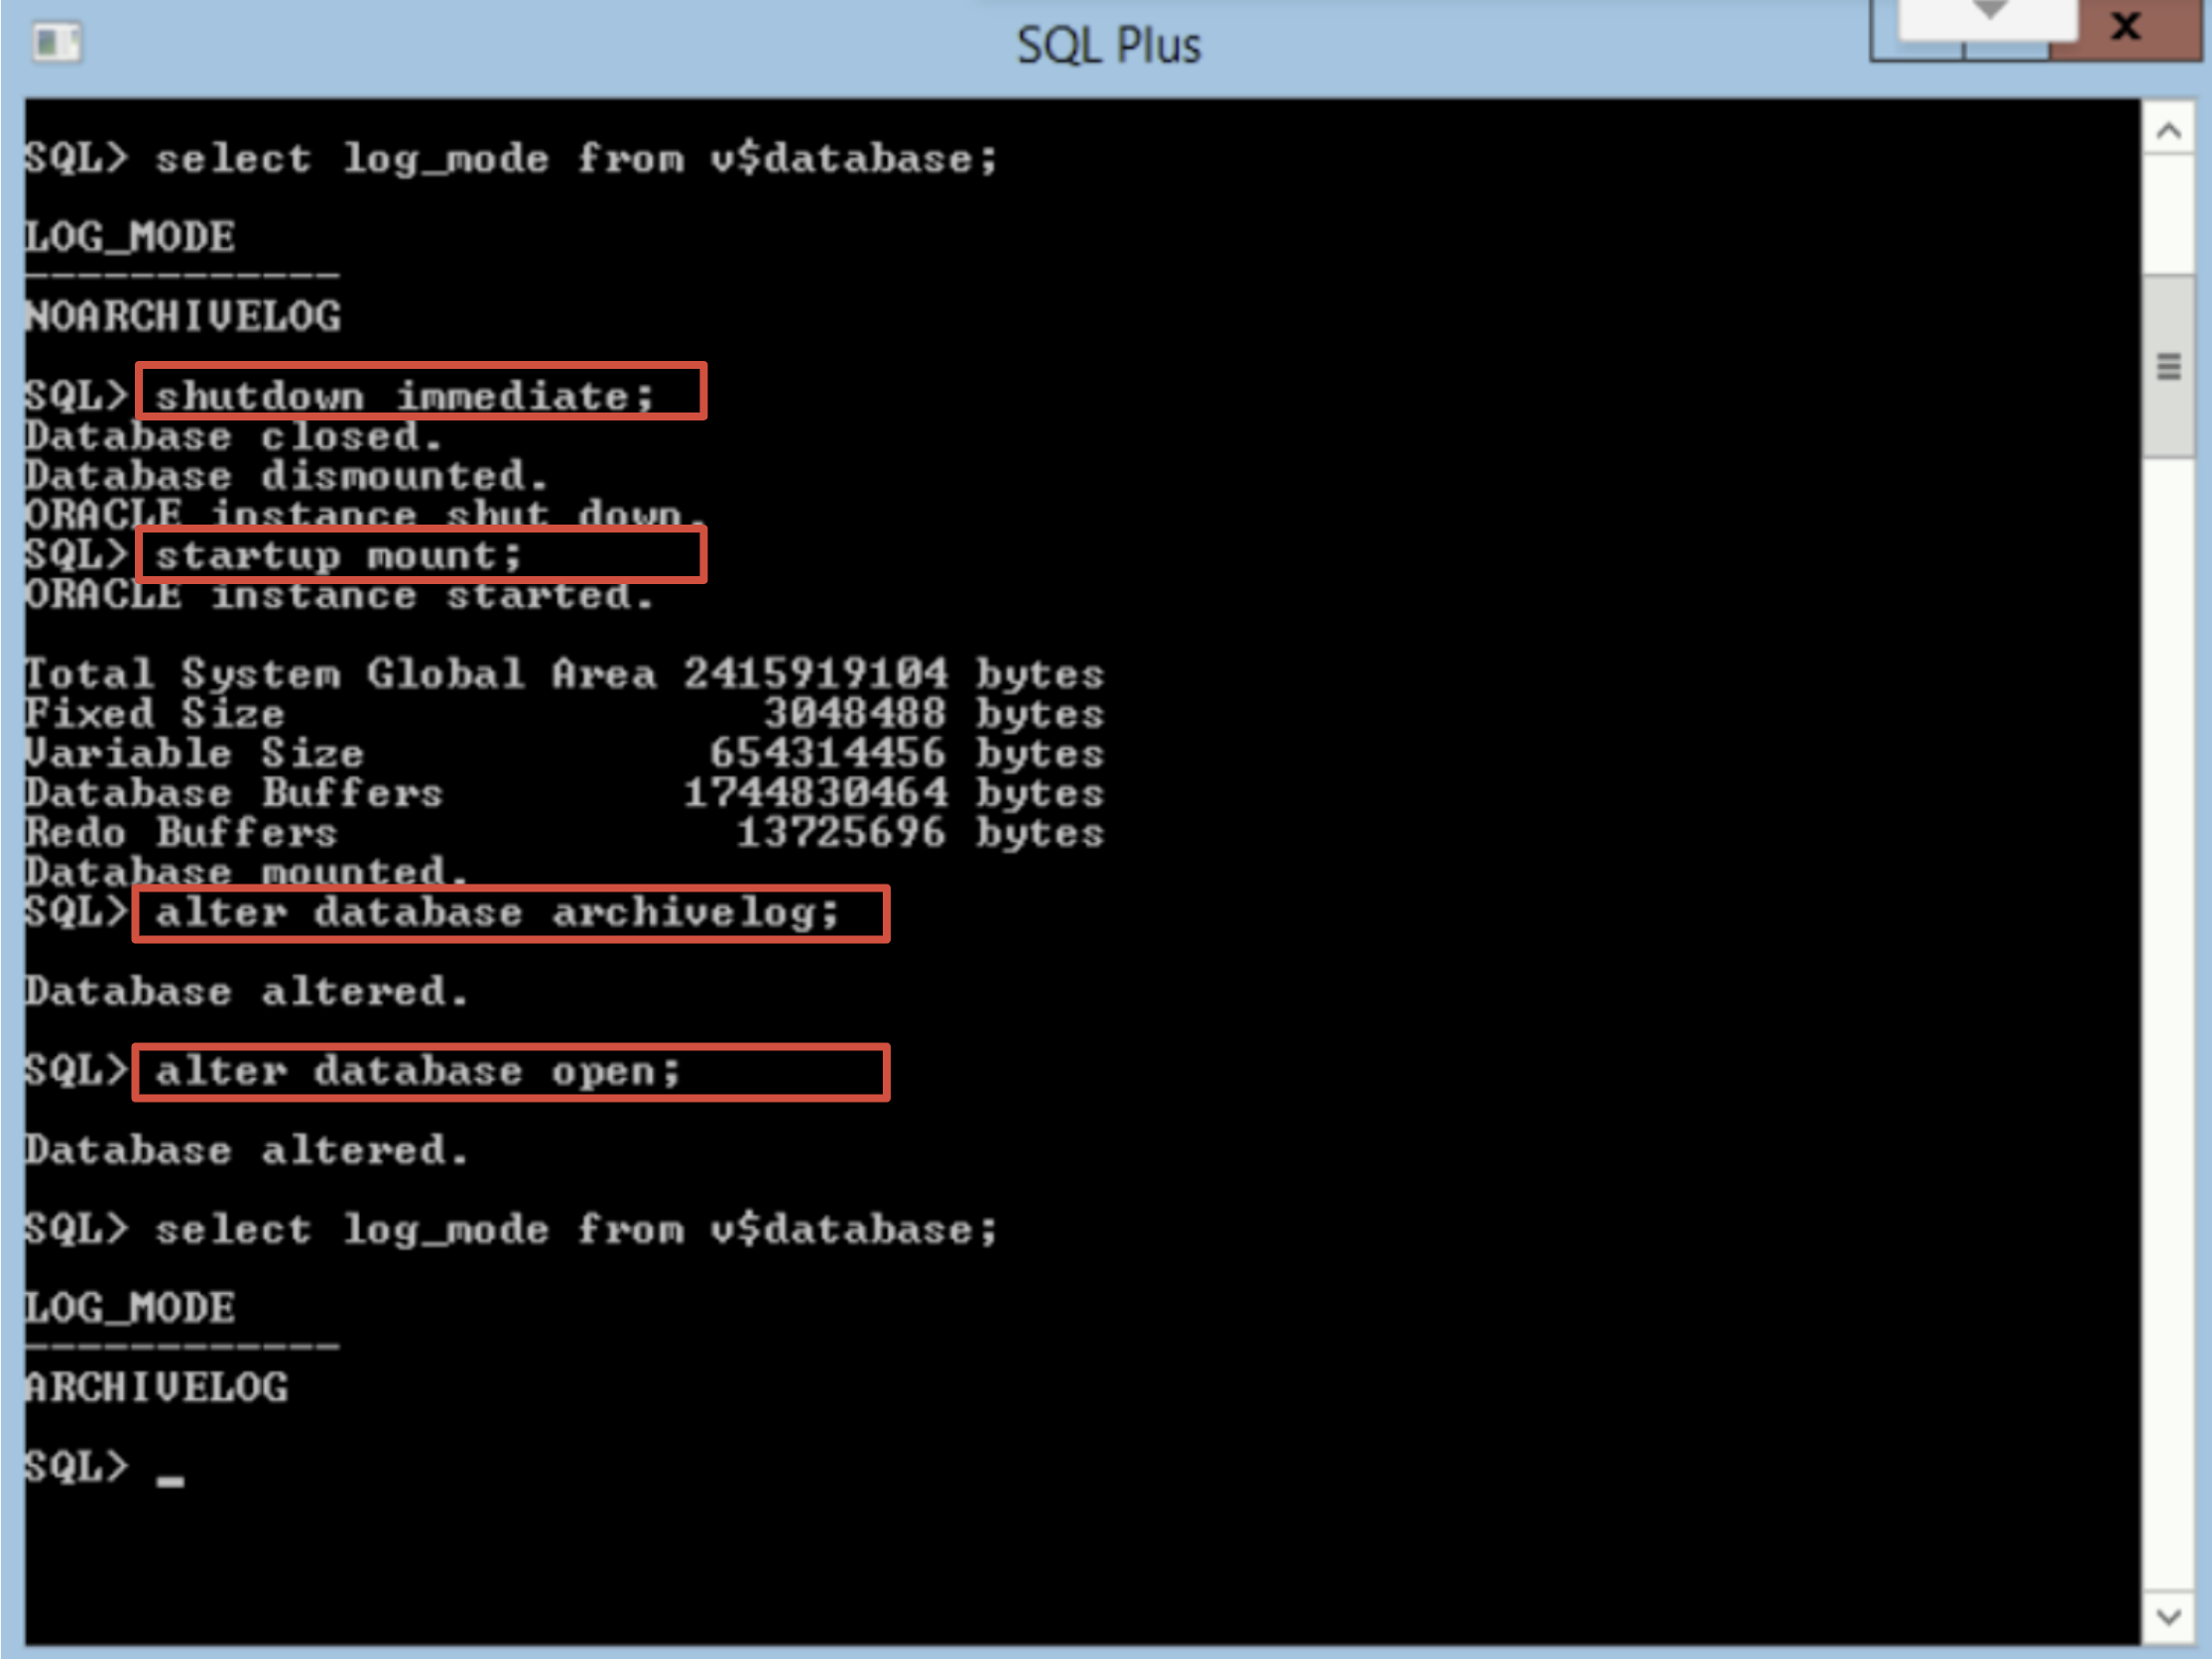 SQL Plus
x
SQL> select log_mode from v$database;
LOG_MODE
------------
NOARCHIVELOG
SQL> shutdown immediate;
Database closed.
Database dismounted.
ORACLE instance shut down.
SQL> startup mount;
ORACLE instance started.
Total System Global Area 2415919104 bytes
Fixed Size 3048488 bytes
Variable Size 654314456 bytes
Database Buffers 1744830464 bytes
Redo Buffers 13725696 bytes
Database mounted.
SQL> alter database archivelog;
Database altered.
SQL> alter database open;
Database altered.
SQL> select log_mode from v$database;
LOG_MODE
------------
ARCHIVELOG
SQL> _